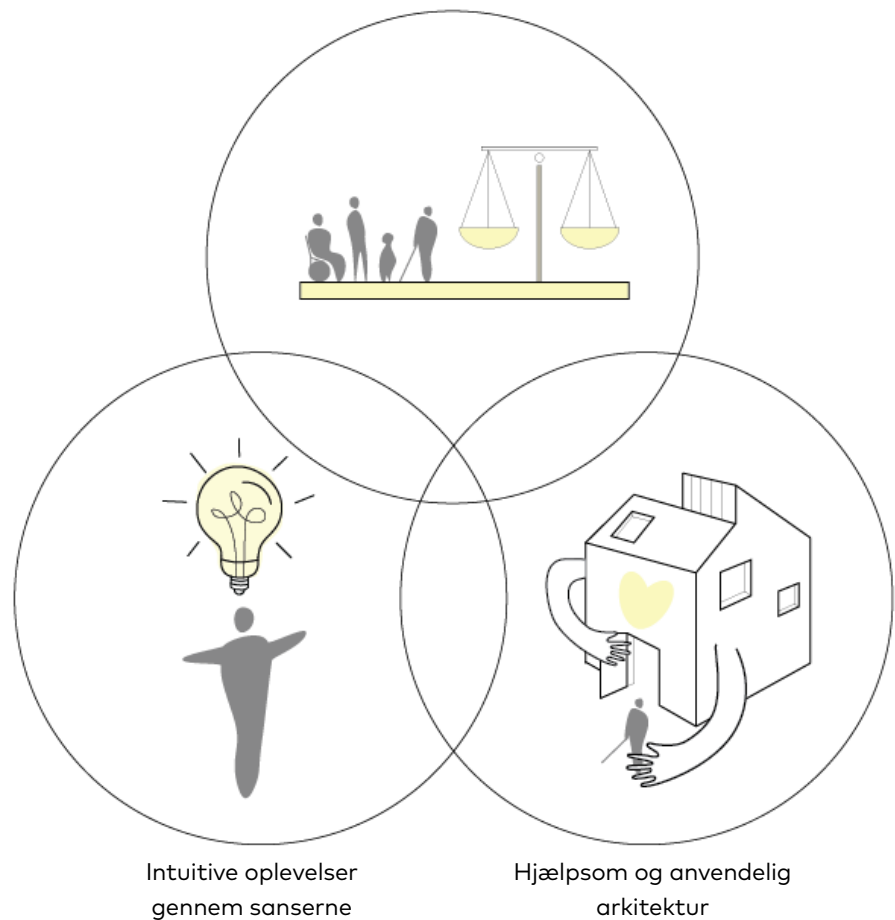 Intuitive oplevelser
gennem sanserne
Hjælpsom og anvendelig
arkitektur